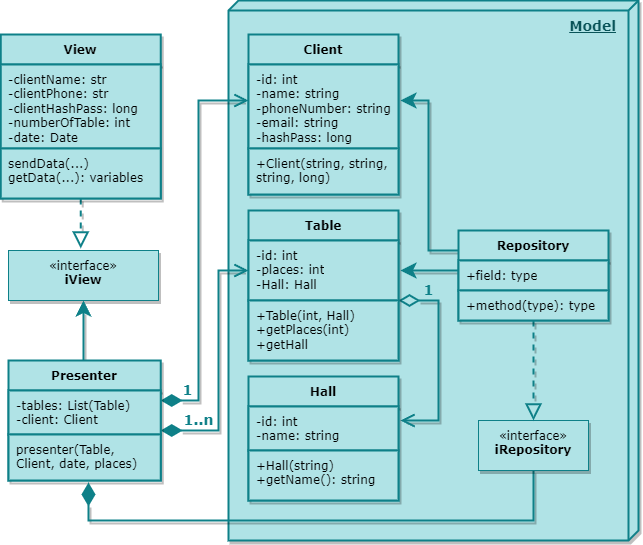 View
-clientName: str
-clientPhone: str
-clientHashPass: long
-numberOfTable: int
-date: Date
sendData(...)
getData(...): variables
«interface»
iView
Presenter
-tables: List(Table)
-client: Client
presenter(Table,
Client, date, places)
1
1..n
Model
Client
-id: int
-name: string
-phoneNumber: string
-email: string
-hashPass: long
+Client(string, string,
string, long)
Table
-id: int
-places: int
-Hall: Hall
+Table(int, Hall)
+getPlaces(int)
+getHall
1
Hall
-id: int
-name: string
+Hall(string)
+getName(): string
Repository
+field: type
+method(type): type
«interface»
iRepository